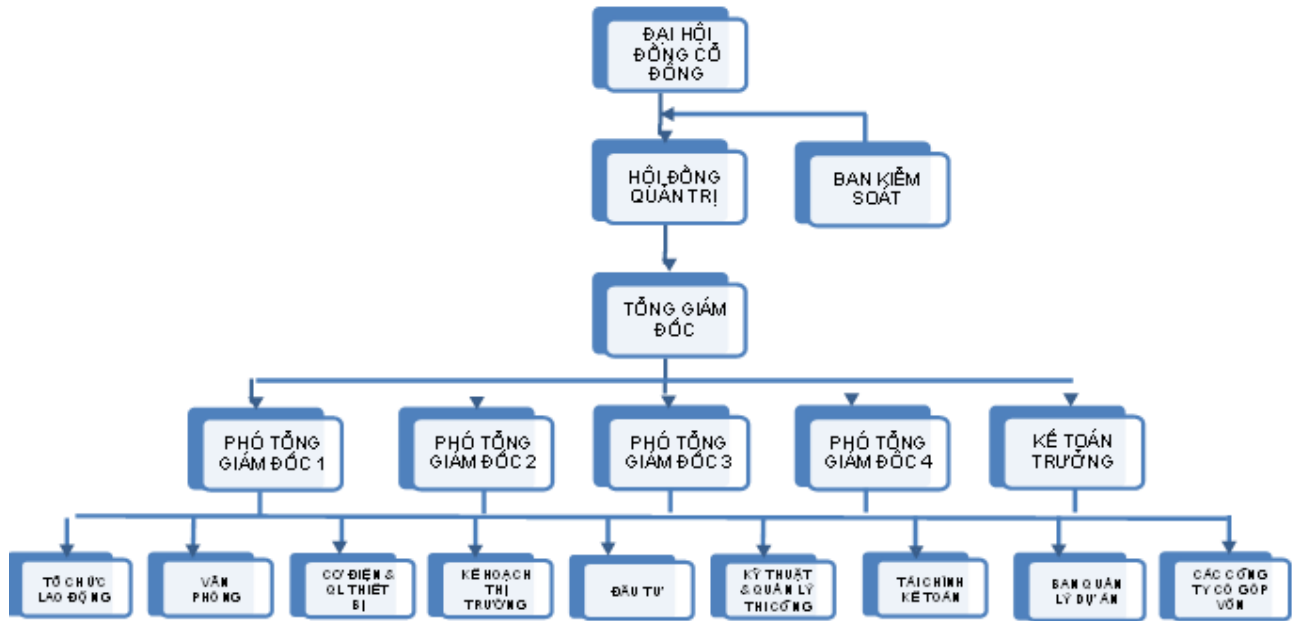 ĐẠI HỘI
ĐỒNG CỔ
ĐÔNG
HỘI ĐỒNG
QUẢN TRỊ
BAN KIỂM
SOÁT
TỔNG GIÁM
ĐỐC
PHÓ TỔNG
GIÁM ĐỐC 1
PHÓ TỔNG
GIÁM ĐỐC 2
PHÓ TỔNG
GIÁM ĐỐC 3
PHÓ TỔNG
GIÁM ĐỐC 4
KẾ TOÁN
TRƯỞNG
TỔ CHỨC
LAO ĐỘNG
VĂN
PHÒNG
CƠ ĐIỆN &
QL THIẾT
BỊ
KẾ HOẠCH
THỊ
TRƯỜNG
ĐẦU TƯ
KỸ THUẬT
& QUẢN LÝ
THI CÔNG
TÀI CHÍNH
KẾ TOÁN
BAN QUẢN
LÝ DỰ ÁN
CÁC CÔNG
TY CÓ GÓP
VỐN